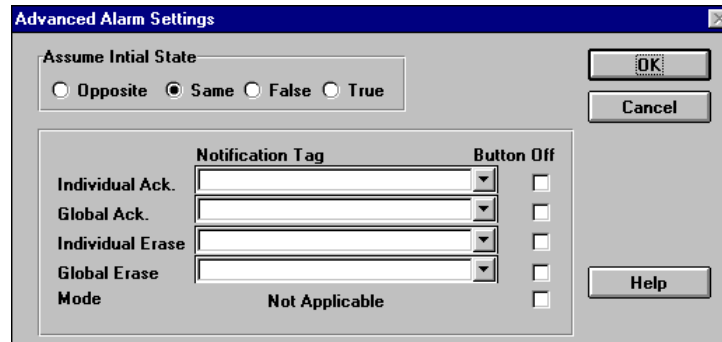 Advanced Alarm Settings
Assume Intial State
Opposite Same False True
OK
Cancel
Notification Tag Button Off
Individual Ack.
Global Ack.
Individual Erase
Global Erase
Mode Not Applicable
Help